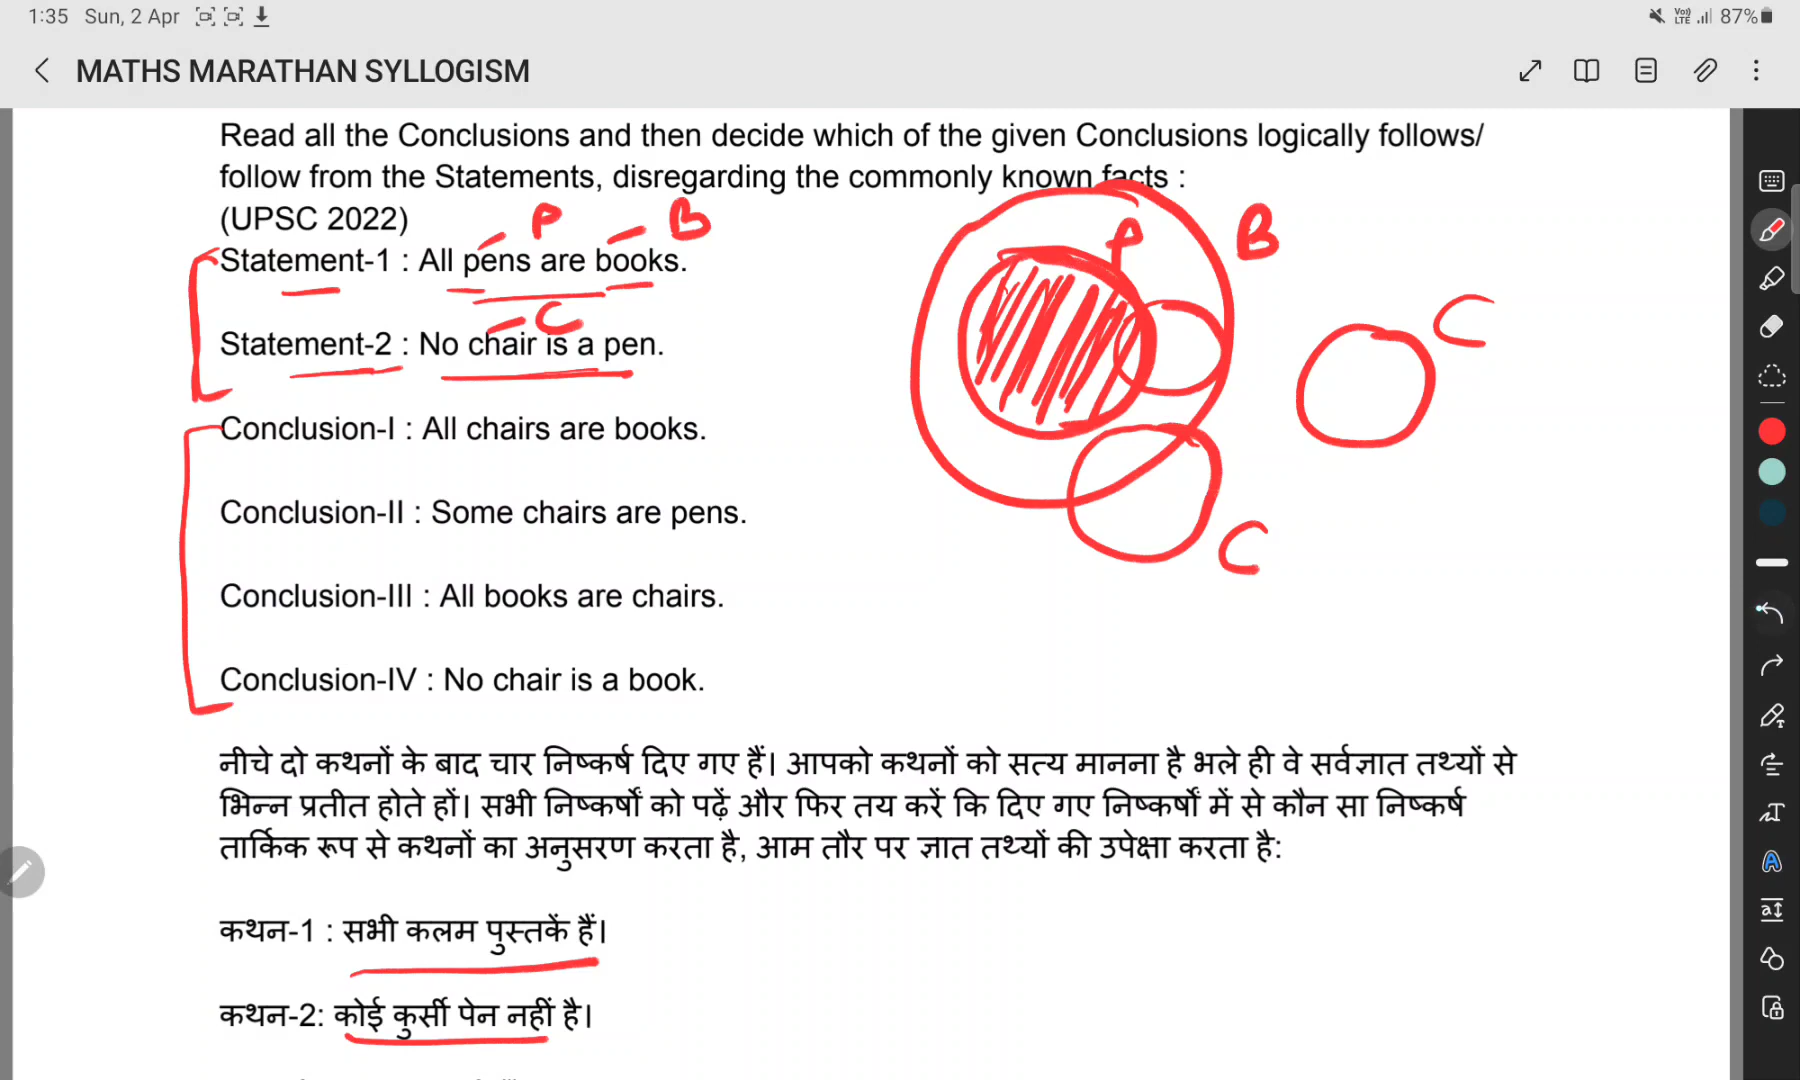 1:35 Sun, 2 Apr
Vo)) LTE 87%
MATHS MARATHAN SYLLOGISM
Read all the Conclusions and then decide which of the given Conclusions logically follows/
follow from the Statements, disregarding the commonly known facts :
(UPSC 2022)
P B
Statement-1 : All pens are books.
C
Statement-2 : No chair is a pen.
P B
C
C
Conclusion-I : All chairs are books.
Conclusion-II : Some chairs are pens.
Conclusion-III : All books are chairs.
Conclusion-IV : No chair is a book.
नीचे दो कथनों के बाद चार निष्कर्ष दिए गए हैं। आपको कथनों को सत्य मानना है भले ही वे सर्वज्ञात तथ्यों से
भिन्न प्रतीत होते हों। सभी निष्कर्षों को पढ़ें और फिर तय करें कि दिए गए निष्कर्षों में से कौन सा निष्कर्ष
तार्किक रूप से कथनों का अनुसरण करता है, आम तौर पर ज्ञात तथ्यों की उपेक्षा करता है:
कथन-1 : सभी कलम पुस्तकें हैं।
कथन-2: कोई कुर्सी पेन नहीं है।